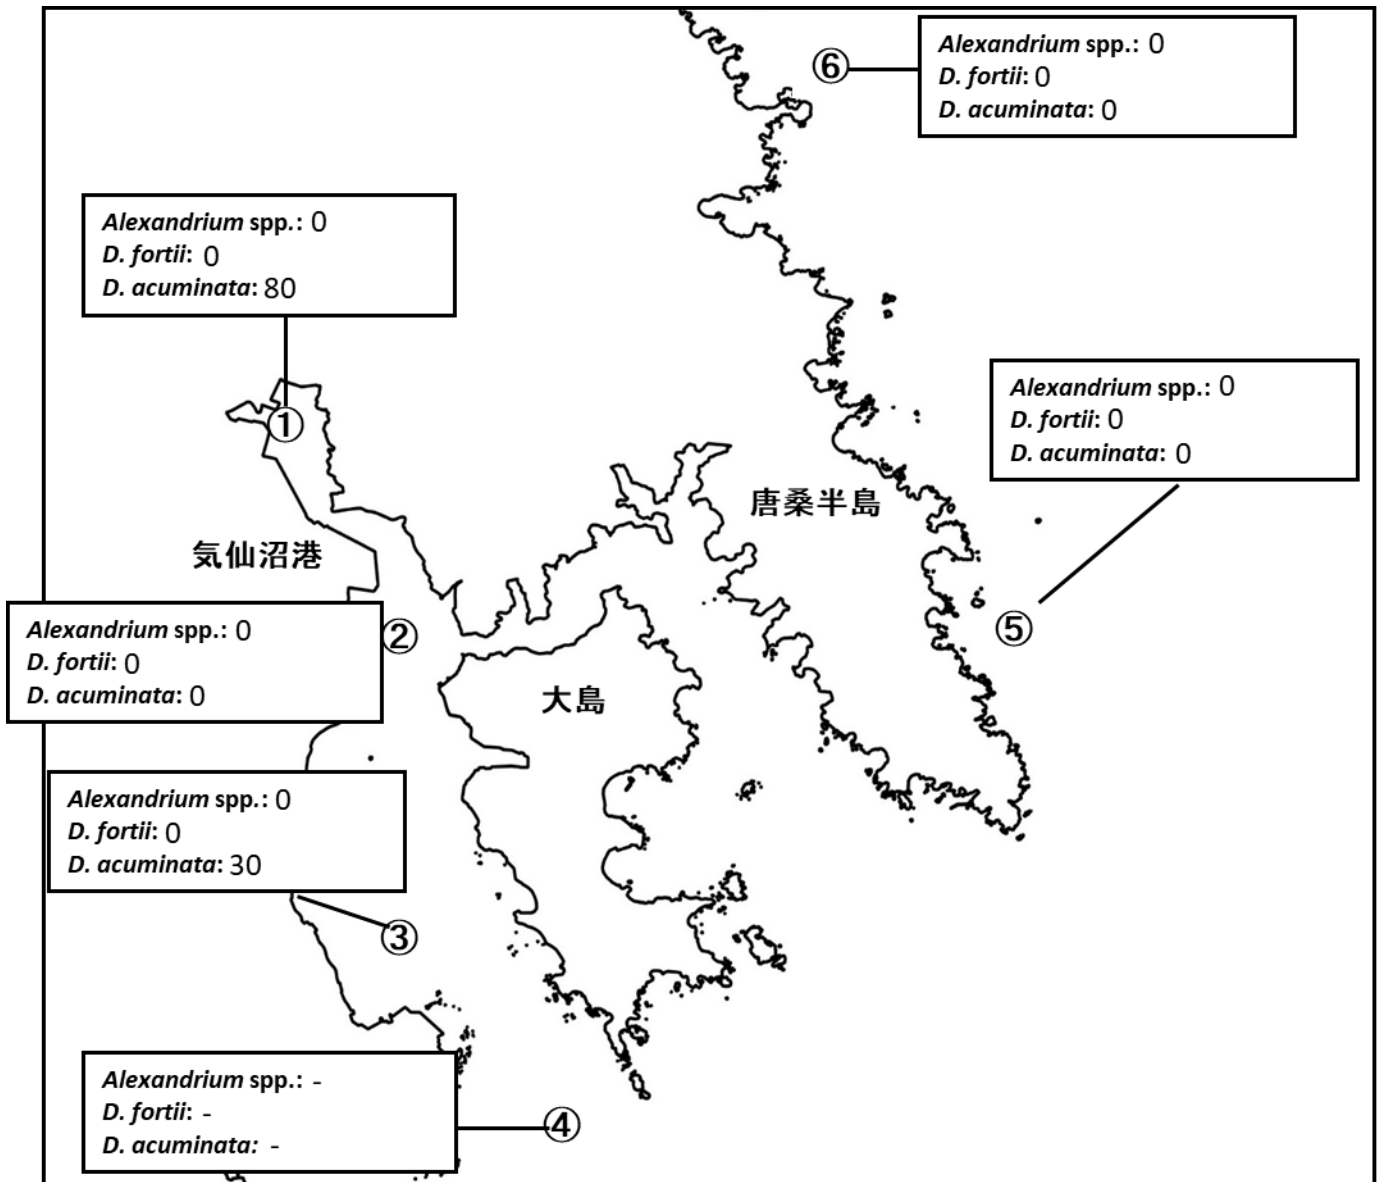 ⑥
Alexandrium spp.: 0
D. fortii: 0
D. acuminata: 0
Alexandrium spp.: 0
D. fortii: 0
D. acuminata: 80
①
Alexandrium spp.: 0
D. fortii: 0
D. acuminata: 0
唐桑半島
気仙沼港
⑤
Alexandrium spp.: 0
D. fortii: 0
D. acuminata: 0
②
大島
Alexandrium spp.: 0
D. fortii: 0
D. acuminata: 30
③
Alexandrium spp.: -
D. fortii: -
D. acuminata: -
④